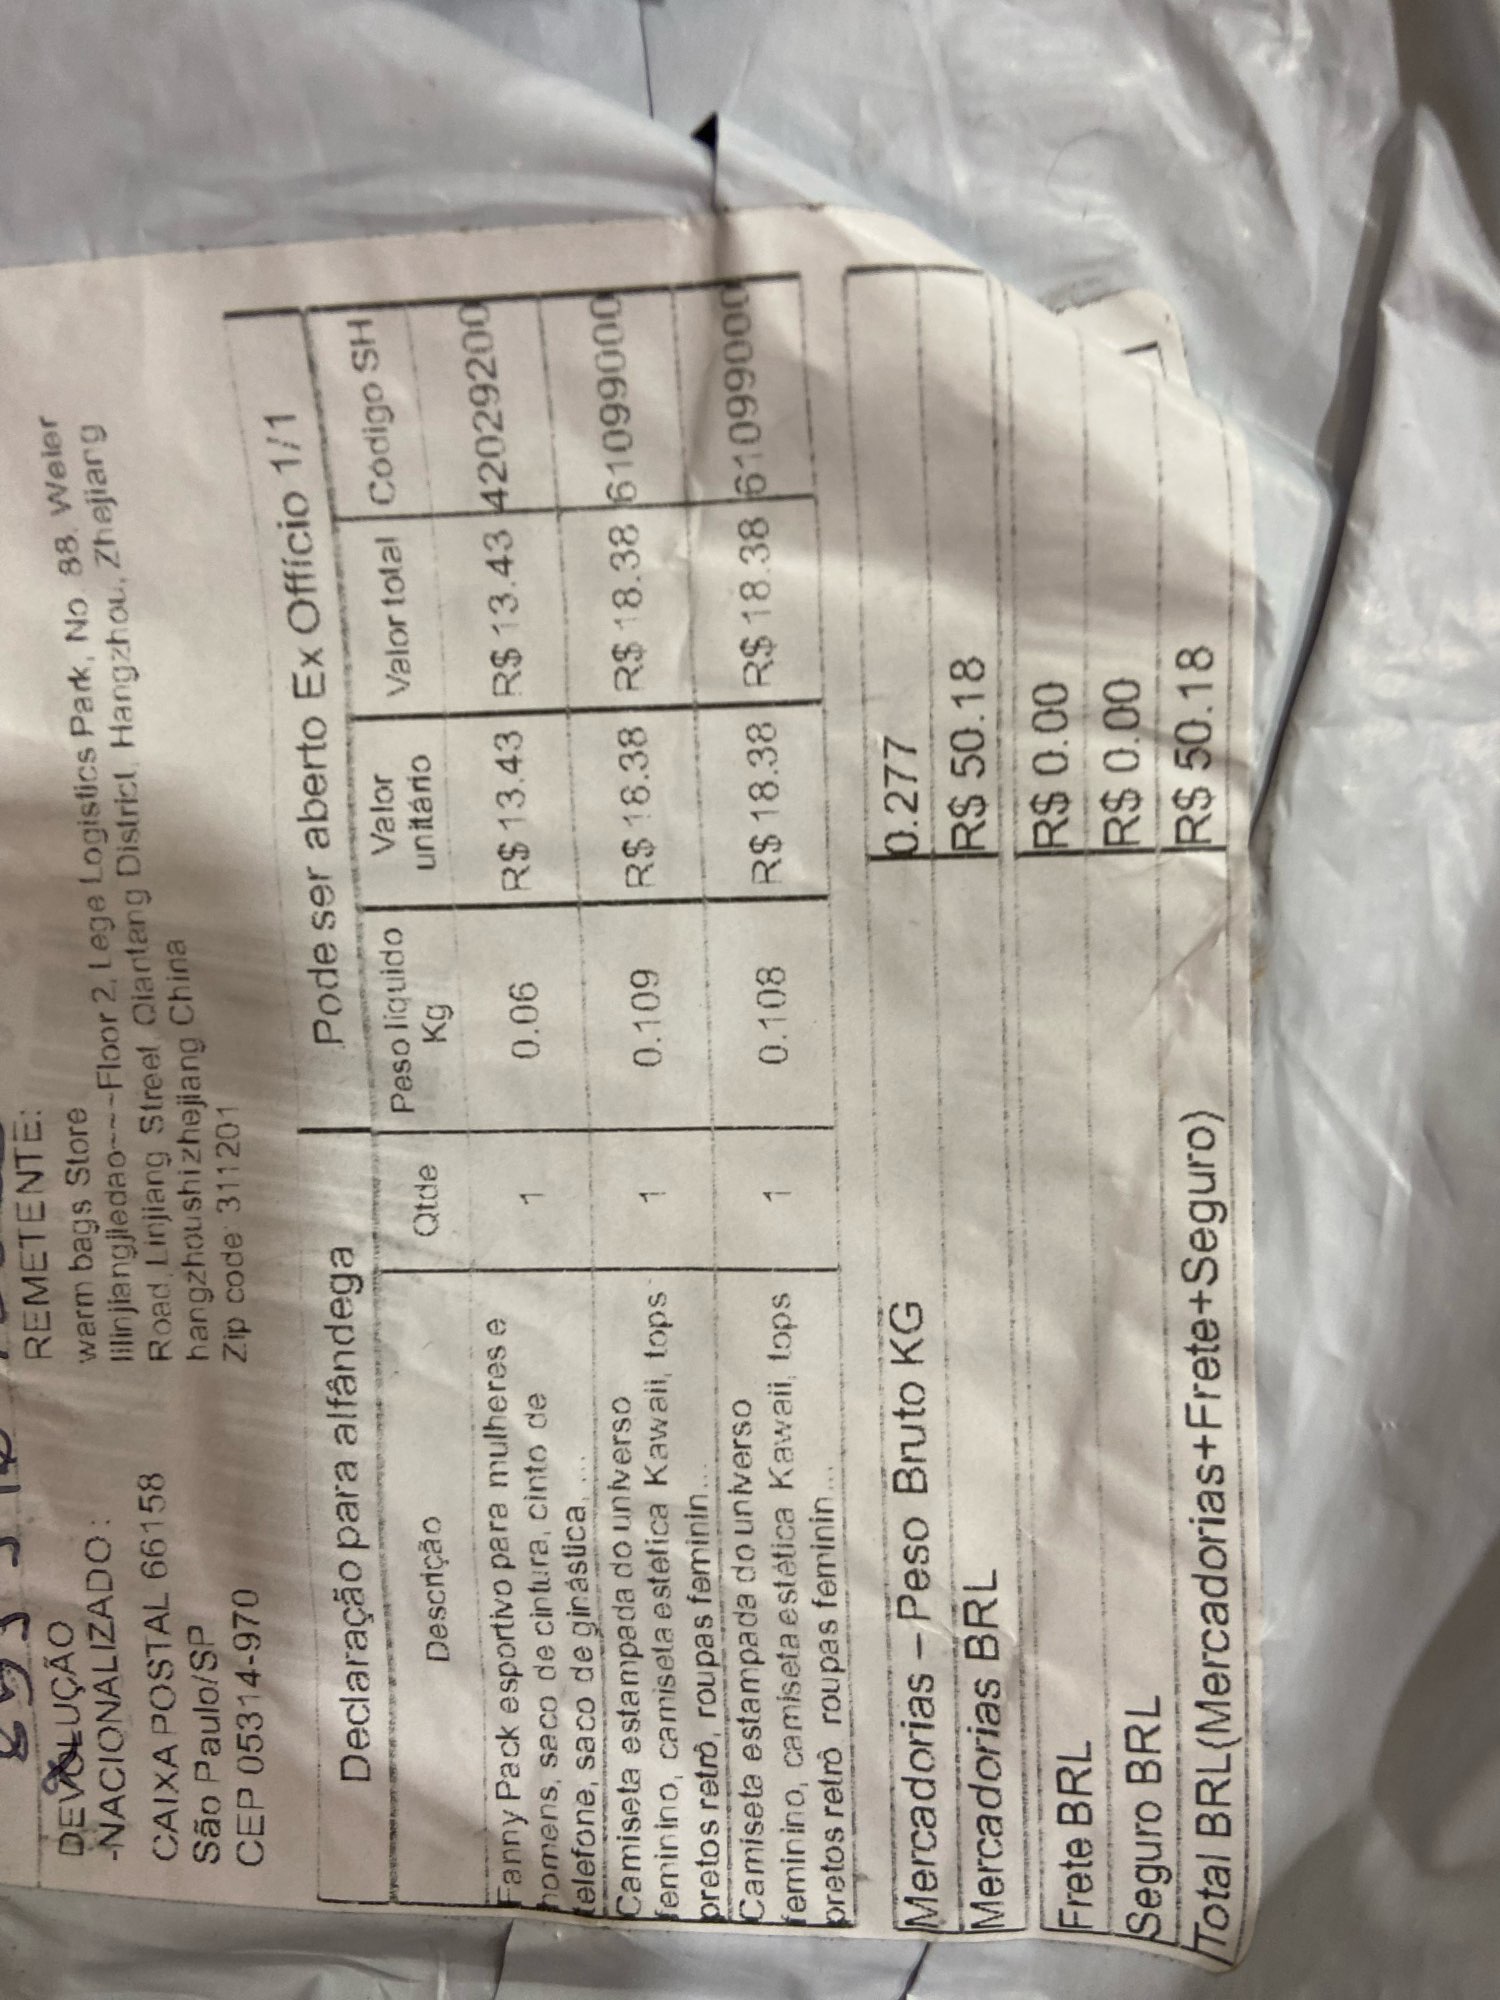 DEVOLUÇÃO
-NACIONALIZADO:
CAIXA POSTAL 66158
São Paulo/SP
CEP 05314-970
REMETENTE:
warm bags Store
lilinjiangjiedao~~~Floor 2, Lege Logistics Park, No. 88, Weier
Road, Linjiang Street, Qiantang District, Hangzhou, Zhejiang
hangzhoushizhejiang China
Zip code: 311201
Declaração para alfândega Pode ser aberto Ex Offício 1/1
Descrição Qtde Peso líquido Kg Valor unitário Valor total Código SH
Fanny Pack esportivo para mulheres e
homens, saco de cintura, cinto de
telefone, saco de ginástica, ... 1 0.06 R$ 13.43 R$ 13.43 420292200
Camiseta estampada do universo
feminino, camiseta estética Kawaii, tops
pretos retrô, roupas feminin... 1 0.109 R$ 18.38 R$ 18.38 610990000
Camiseta estampada do universo
feminino, camiseta estética Kawaii, tops
pretos retrô, roupas feminin... 1 0.108 R$ 18.38 R$ 18.38 610990000
Mercadorias - Peso Bruto KG 0.277
Mercadorias BRL R$ 50.18
Frete BRL R$ 0.00
Seguro BRL R$ 0.00
Total BRL(Mercadorias+Frete+Seguro) R$ 50.18